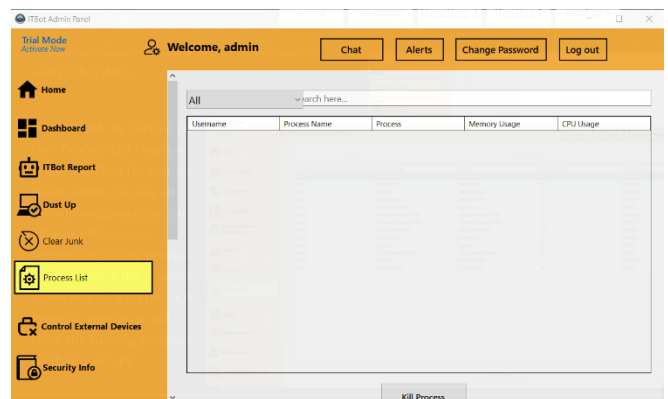 ITBot Admin Panel
Trial Mode
Activate Now
Welcome, admin
Chat
Alerts
Change Password
Log out
Home
Dashboard
ITBot Report
Dust Up
Clear Junk
Process List
Control External Devices
Security Info
All
earch here...
Username Process Name Process Memory Usage CPU Usage
Kill Process